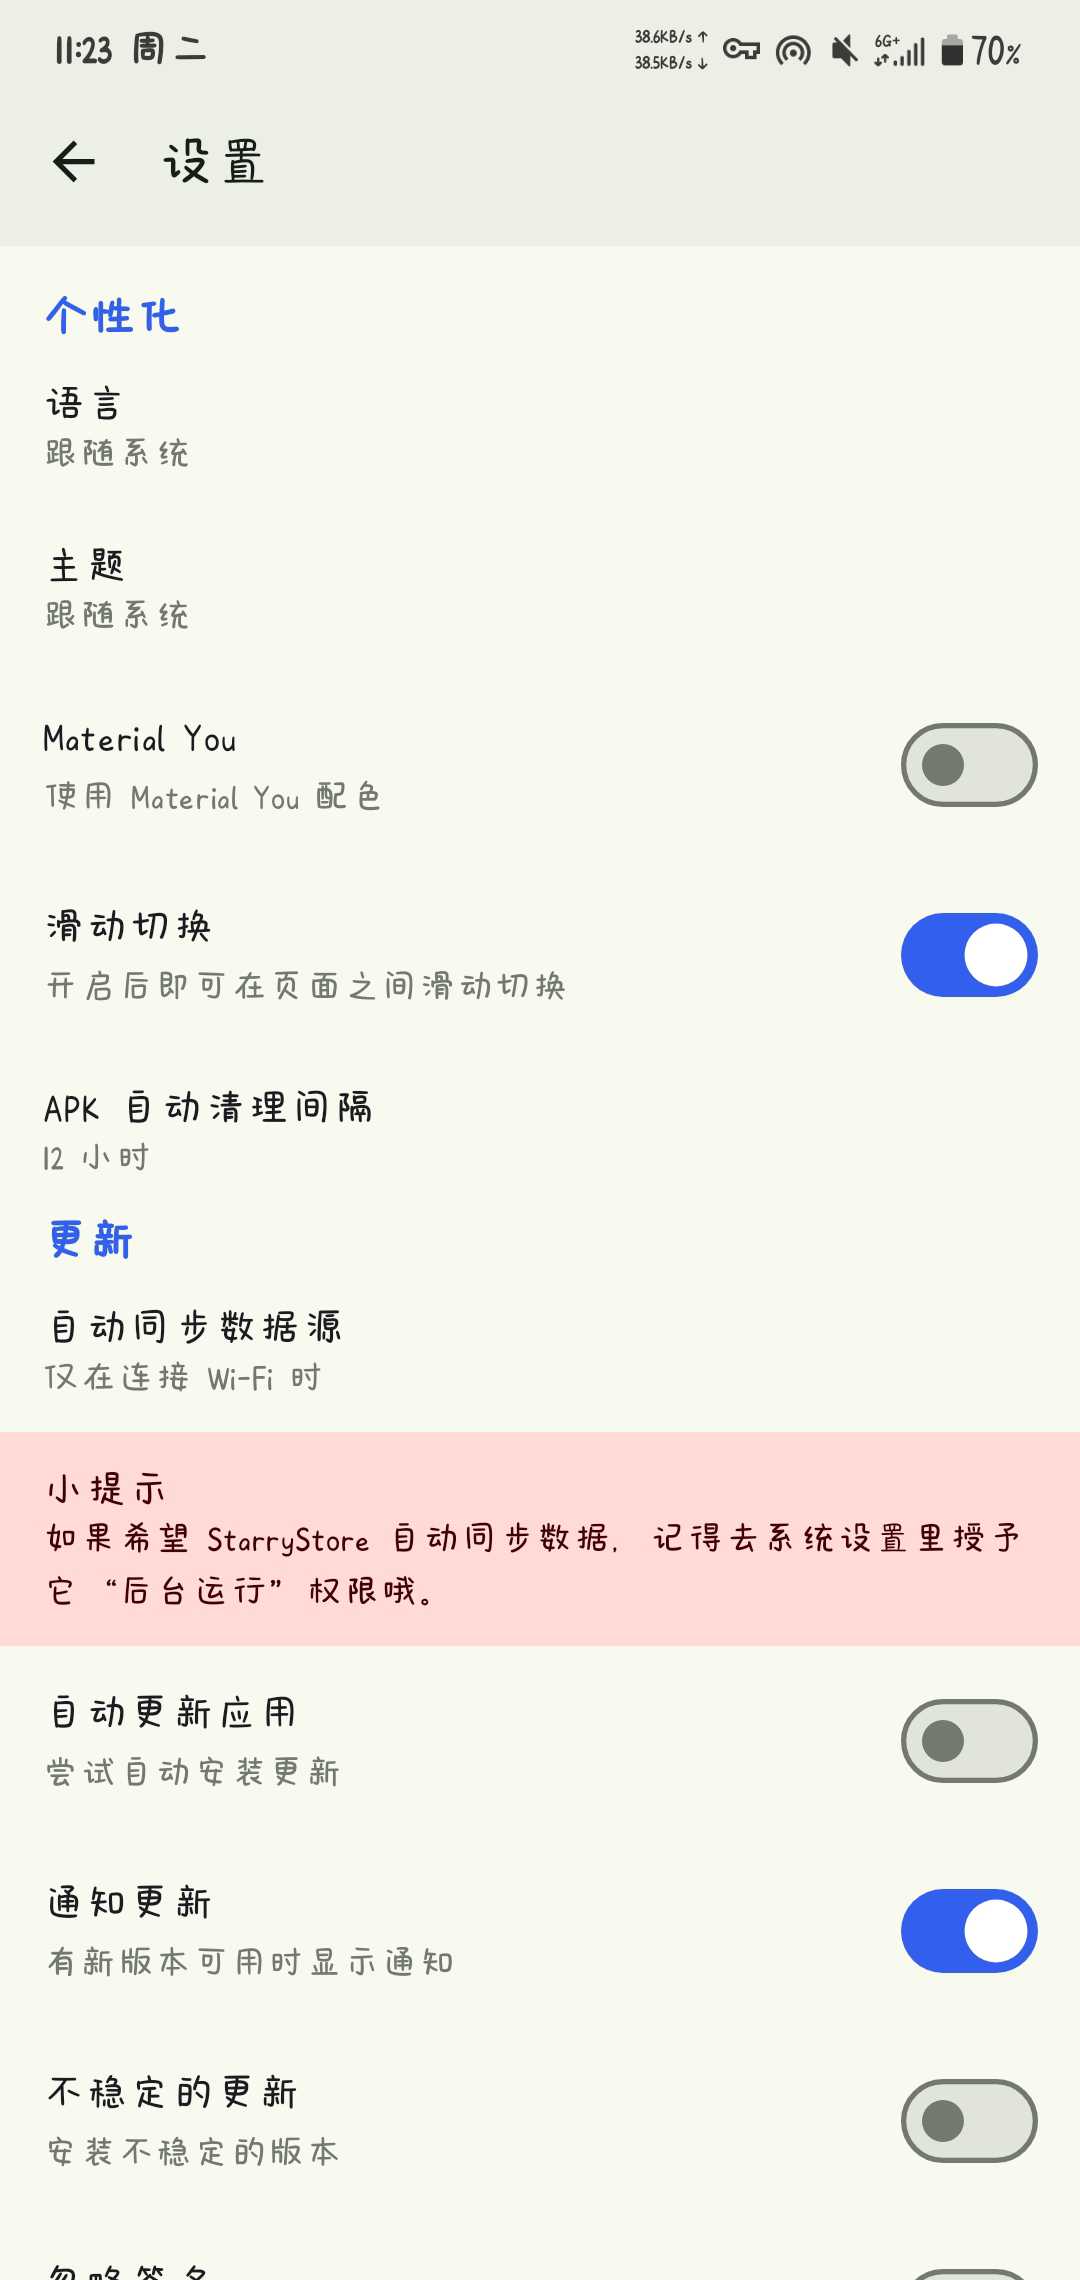 11:23 周二
38.6KB/s ↑
38.5KB/s ↓
6G+
70%
设置
个性化
语言
跟随系统
主题
跟随系统
Material You
使用 Material You 配色
滑动切换
开启后即可在页面之间滑动切换
APK 自动清理间隔
12 小时
更新
自动同步数据源
仅在连接 Wi-Fi 时
小提示
如果希望 StarryStore 自动同步数据，记得去系统设置里授予
它“后台运行”权限哦。
自动更新应用
尝试自动安装更新
通知更新
有新版本可用时显示通知
不稳定的更新
安装不稳定的版本
忽略签名